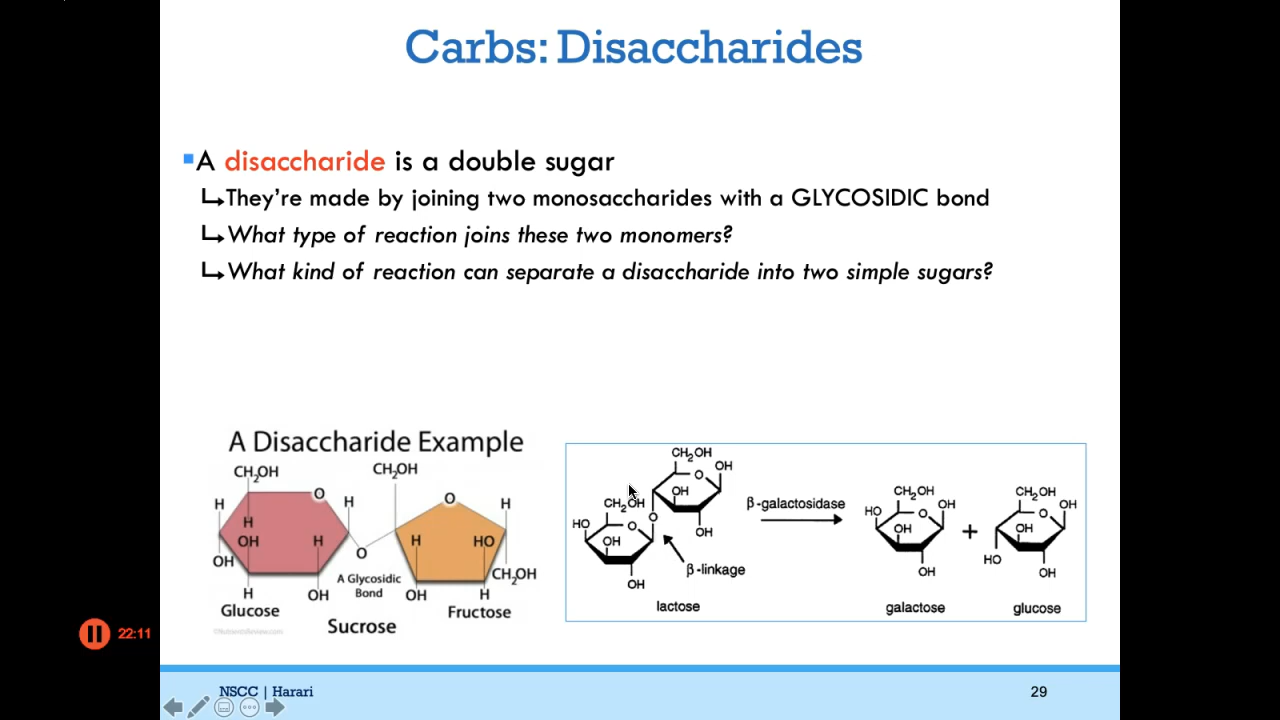 Carbs: Disaccharides
A disaccharide is a double sugar
They’re made by joining two monosaccharides with a GLYCOSIDIC bond
What type of reaction joins these two monomers?
What kind of reaction can separate a disaccharide into two simple sugars?
A Disaccharide Example
CH2OH
CH2OH
O
H
H
O
H
H
OH
H
H
HO
O
OH
CH2OH
A Glycosidic
Bond
H
OH
OH
H
Glucose
Fructose
Sucrose
CH2OH
O
OH
OH
CH2OH
O
OH
HO
O
OH
OH
β-linkage
lactose
β-galactosidase
CH2OH
HO
O
OH
OH
OH
galactose
+
CH2OH
O
OH
OH
HO
OH
glucose
22:11
NSCC | Harari
29